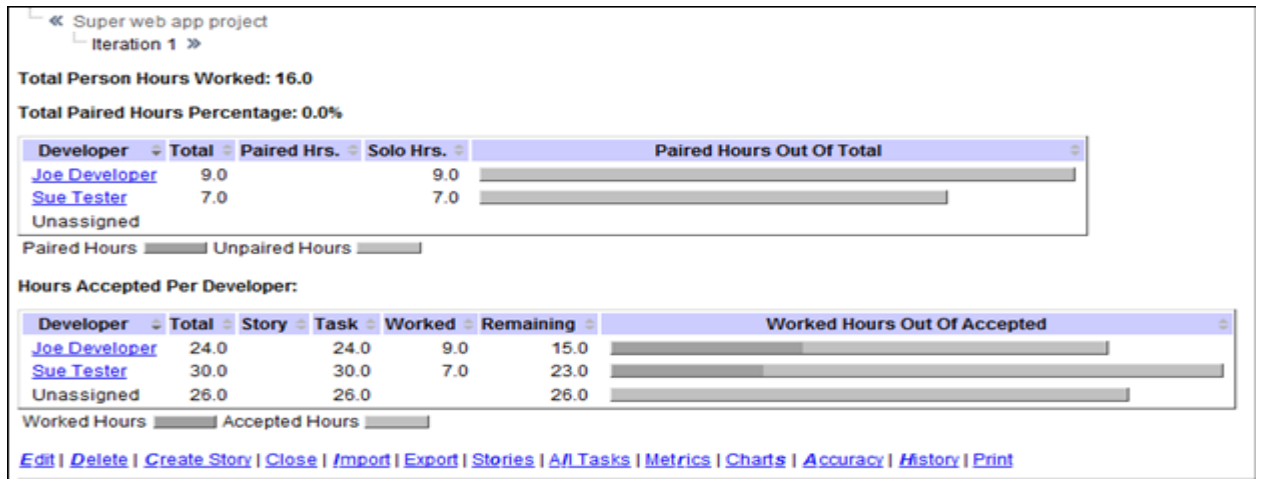 « Super web app project
Iteration 1 »
Total Person Hours Worked: 16.0
Total Paired Hours Percentage: 0.0%
Developer Total Paired Hrs. Solo Hrs. Paired Hours Out Of Total
Joe Developer 9.0 9.0
Sue Tester 7.0 7.0
Unassigned
Paired Hours Unpaired Hours
Hours Accepted Per Developer:
Developer Total Story Task Worked Remaining Worked Hours Out Of Accepted
Joe Developer 24.0 24.0 9.0 15.0
Sue Tester 30.0 30.0 7.0 23.0
Unassigned 26.0 26.0 26.0
Worked Hours Accepted Hours
Edit | Delete | Create Story | Close | Import | Export | Stories | All Tasks | Metrics | Charts | Accuracy | History | Print